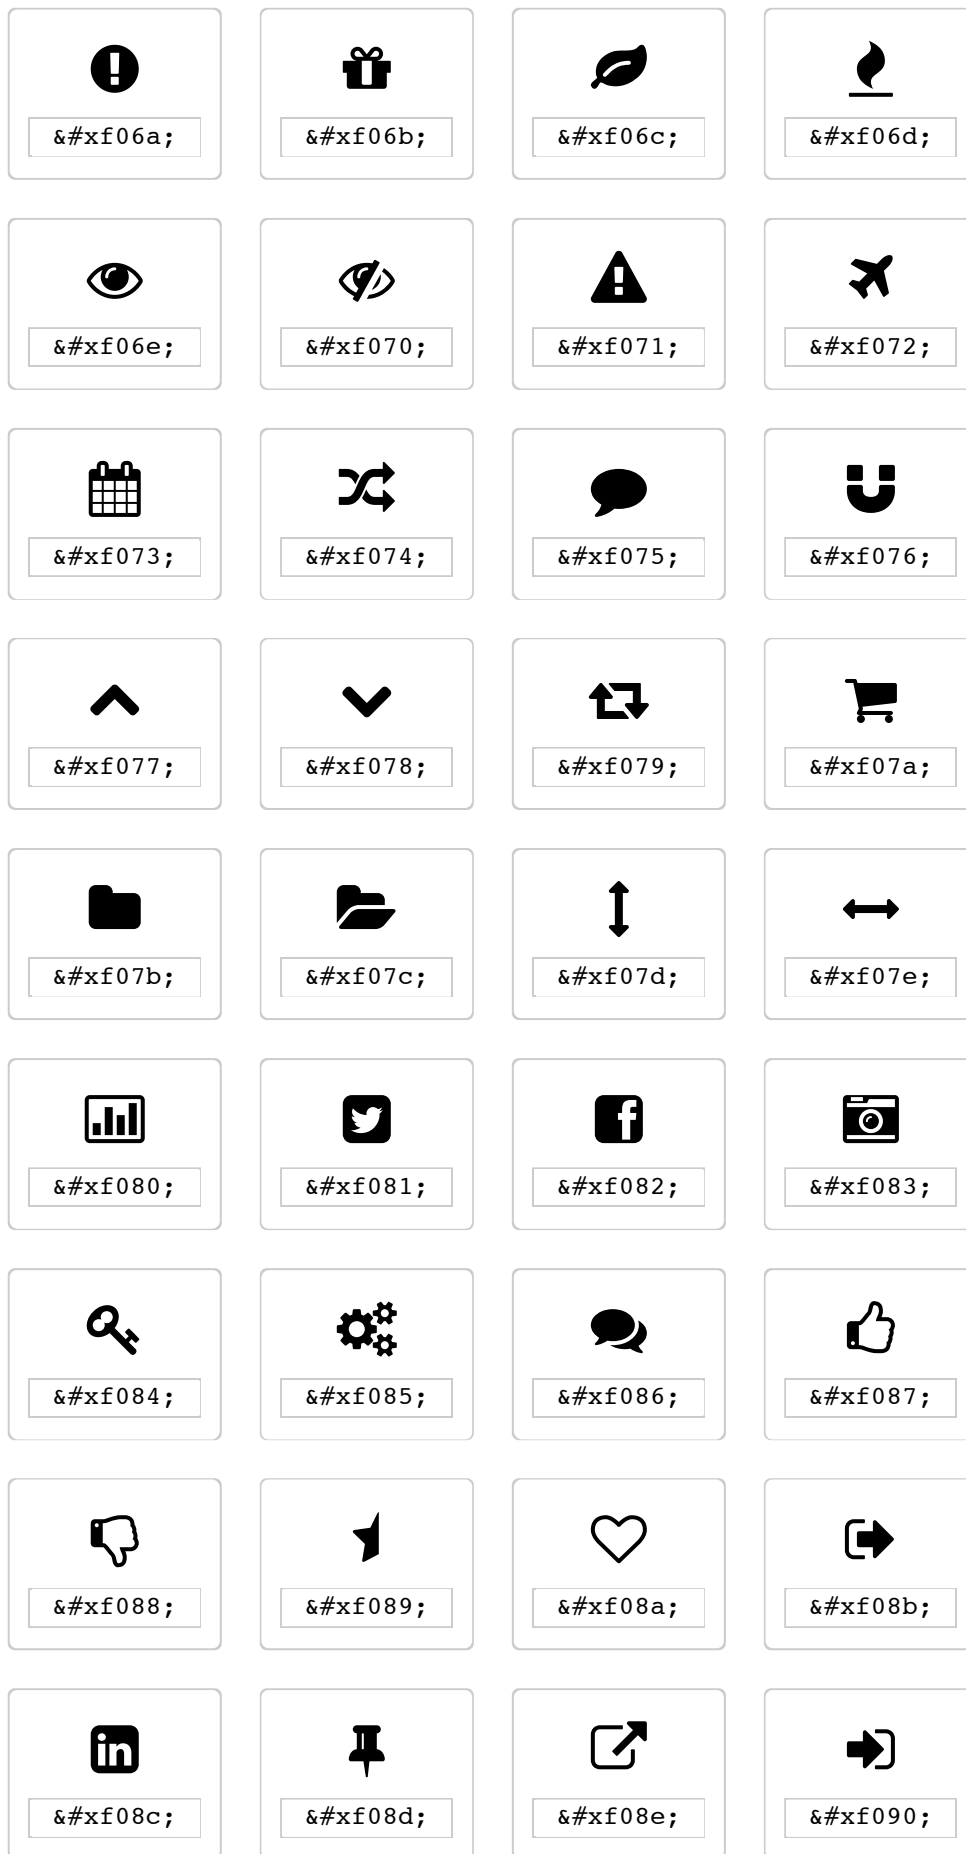 &#xf06a; &#xf06b; &#xf06c; &#xf06d;
&#xf06e; &#xf070; &#xf071; &#xf072;
&#xf073; &#xf074; &#xf075; &#xf076;
&#xf077; &#xf078; &#xf079; &#xf07a;
&#xf07b; &#xf07c; &#xf07d; &#xf07e;
&#xf080; &#xf081; &#xf082; &#xf083;
&#xf084; &#xf085; &#xf086; &#xf087;
&#xf088; &#xf089; &#xf08a; &#xf08b;
in
&#xf08c; &#xf08d; &#xf08e; &#xf090;